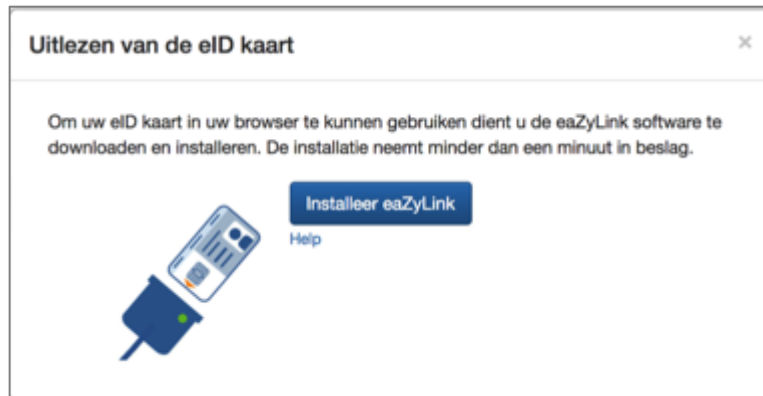 Uitlezen van de eID kaart
×
Om uw eID kaart in uw browser te kunnen gebruiken dient u de eaZyLink software te
downloaden en installeren. De installatie neemt minder dan een minuut in beslag.
Installeer eaZyLink
Help